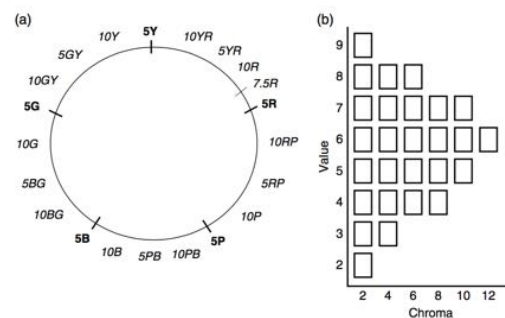 (a)
5Y
10Y
10YR
5GY
5YR
10GY
10R
7.5R
5G
5R
10G
10RP
5BG
5RP
10BG
10P
5B
5P
10B
5PB
10PB
(b)
Value
9
8
7
6
5
4
3
2
2 4 6 8 10 12
Chroma